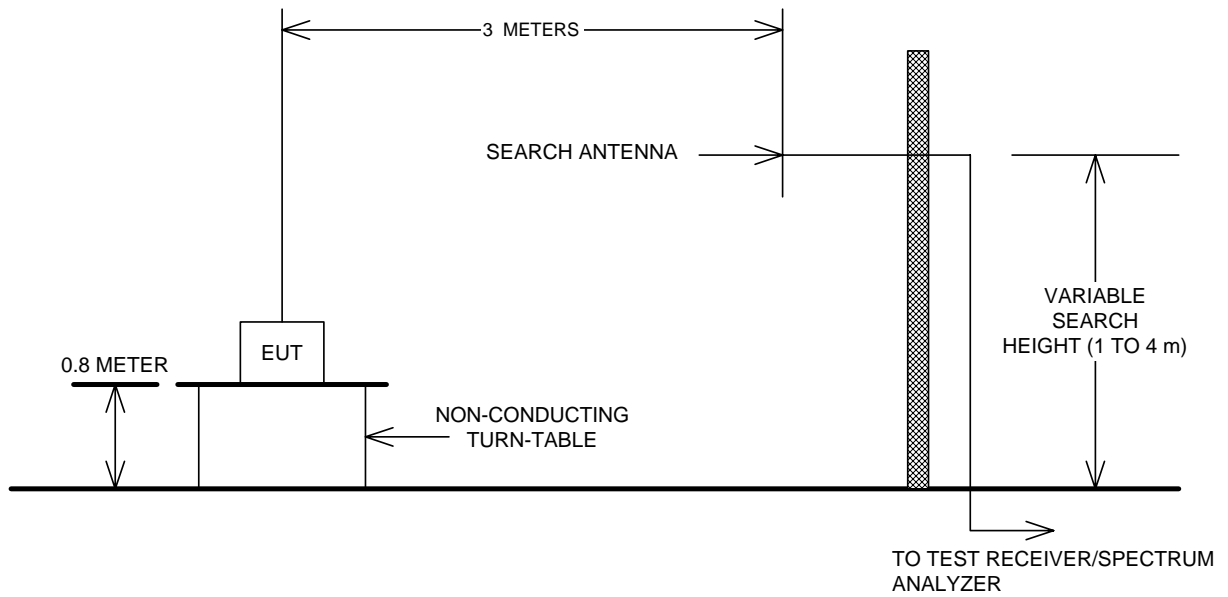 3 METERS
SEARCH ANTENNA
VARIABLE
SEARCH
HEIGHT (1 TO 4 m)
EUT
0.8 METER
NON-CONDUCTING
TURN-TABLE
TO TEST RECEIVER/SPECTRUM
ANALYZER